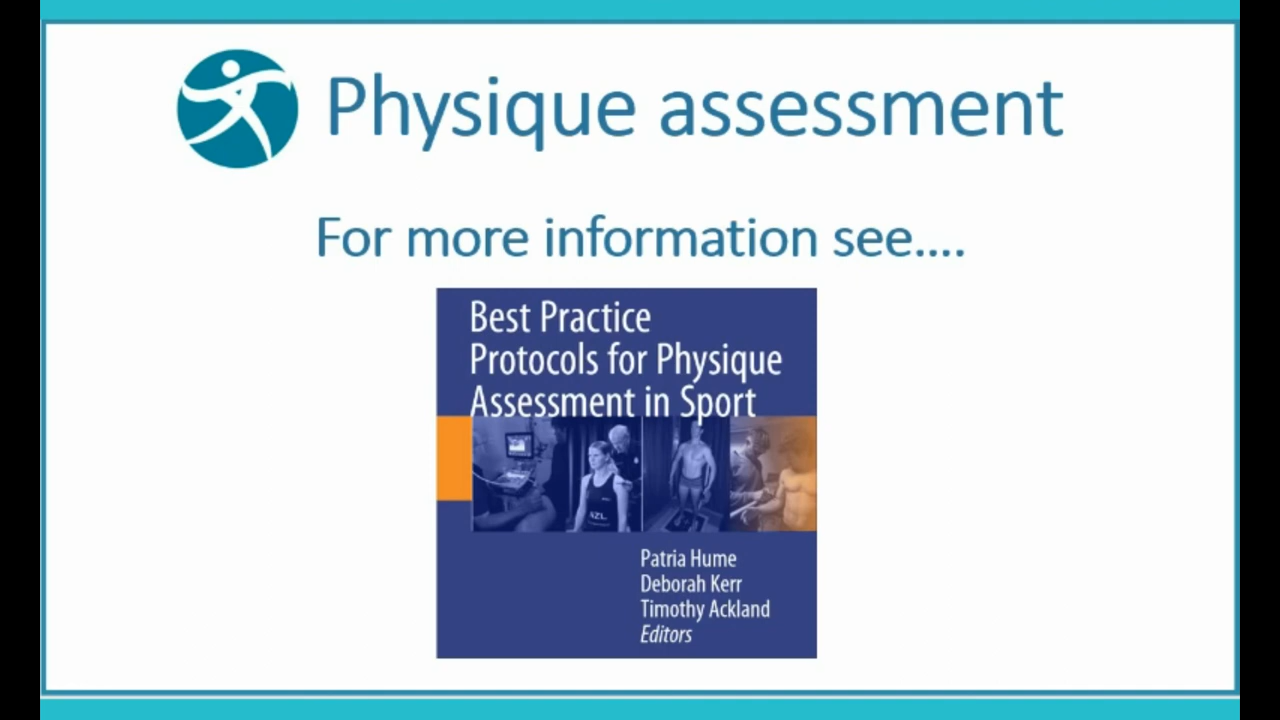 Physique assessment
For more information see....
Best Practice
Protocols for Physique
Assessment in Sport
NZL
Patria Hume
Deborah Kerr
Timothy Ackland
Editors